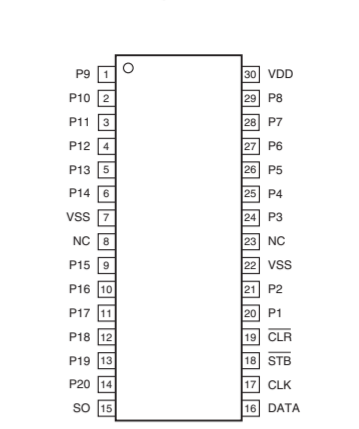 P9 1 30 VDD
P10 2 29 P8
P11 3 28 P7
P12 4 27 P6
P13 5 26 P5
P14 6 25 P4
VSS 7 24 P3
NC 8 23 NC
P15 9 22 VSS
P16 10 21 P2
P17 11 20 P1
P18 12 19 C̅L̅R̅
P19 13 18 S̅T̅B̅
P20 14 17 CLK
SO 15 16 DATA